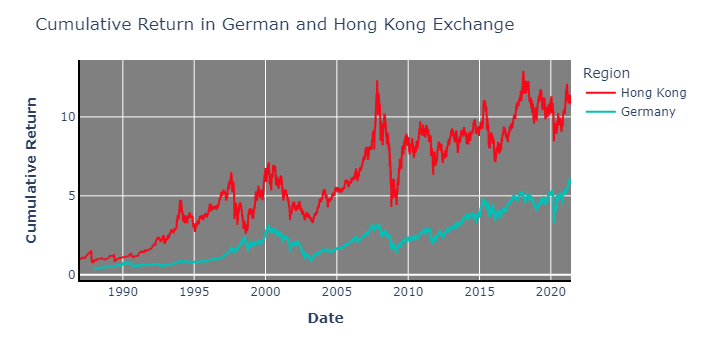 Cumulative Return in German and Hong Kong Exchange
Region
Hong Kong
Germany
Cumulative Return
10
5
0
1990 1995 2000 2005 2010 2015 2020
Date